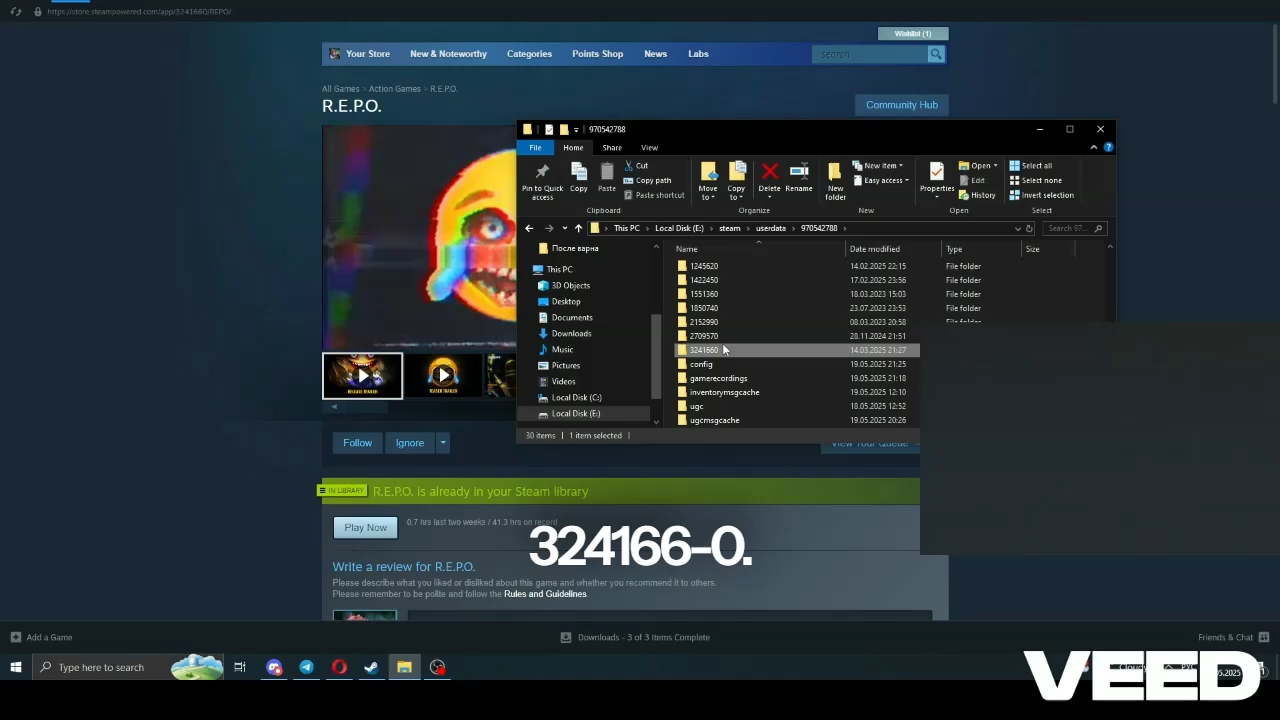 https://store.steampowered.com/app/3241660/REPO/
Wishlist (1)
Your Store New & Noteworthy Categories Points Shop News Labs search
All Games > Action Games > R.E.P.O.
R.E.P.O.
Community Hub
970542788
File Home Share View
Pin to Quick access
Copy
Paste
Cut
Copy path
Paste shortcut
Move to
Copy to
Delete
Rename
New folder
New item
Easy access
Properties
Open
Edit
History
Select all
Select none
Invert selection
Clipboard Organize New Open Select
This PC > Local Disk (E:) > steam > userdata > 970542788 >
Search 97...
После варна
This PC
3D Objects
Desktop
Documents
Downloads
Music
Pictures
Videos
Local Disk (C:)
Local Disk (E:)
Name Date modified Type Size
1245620 14.02.2025 22:15 File folder
1422450 17.02.2025 23:56 File folder
1551360 18.03.2023 15:03 File folder
1850740 23.07.2023 23:53 File folder
2152990 08.03.2023 20:58 File folder
2709570 28.11.2024 21:51 File folder
3241660 14.03.2025 21:27
config 19.05.2025 21:25
gamerecordings 19.05.2025 21:18
inventorymsgcache 19.05.2025 12:10
ugc 18.05.2025 12:52
ugcmsgcache 19.05.2025 20:26
30 items 1 item selected
RELEASE TRAILER
TEASER TRAILER
Follow Ignore View Your Queue
IN LIBRARY R.E.P.O. is already in your Steam library
Play Now 0.7 hrs last two weeks / 41.3 hrs on record
324166-0.
Write a review for R.E.P.O.
Please describe what you liked or disliked about this game and whether you recommend it to others.
Please remember to be polite and follow the Rules and Guidelines.
Add a Game Downloads - 3 of 3 Items Complete Friends & Chat
Type here to search
VEED